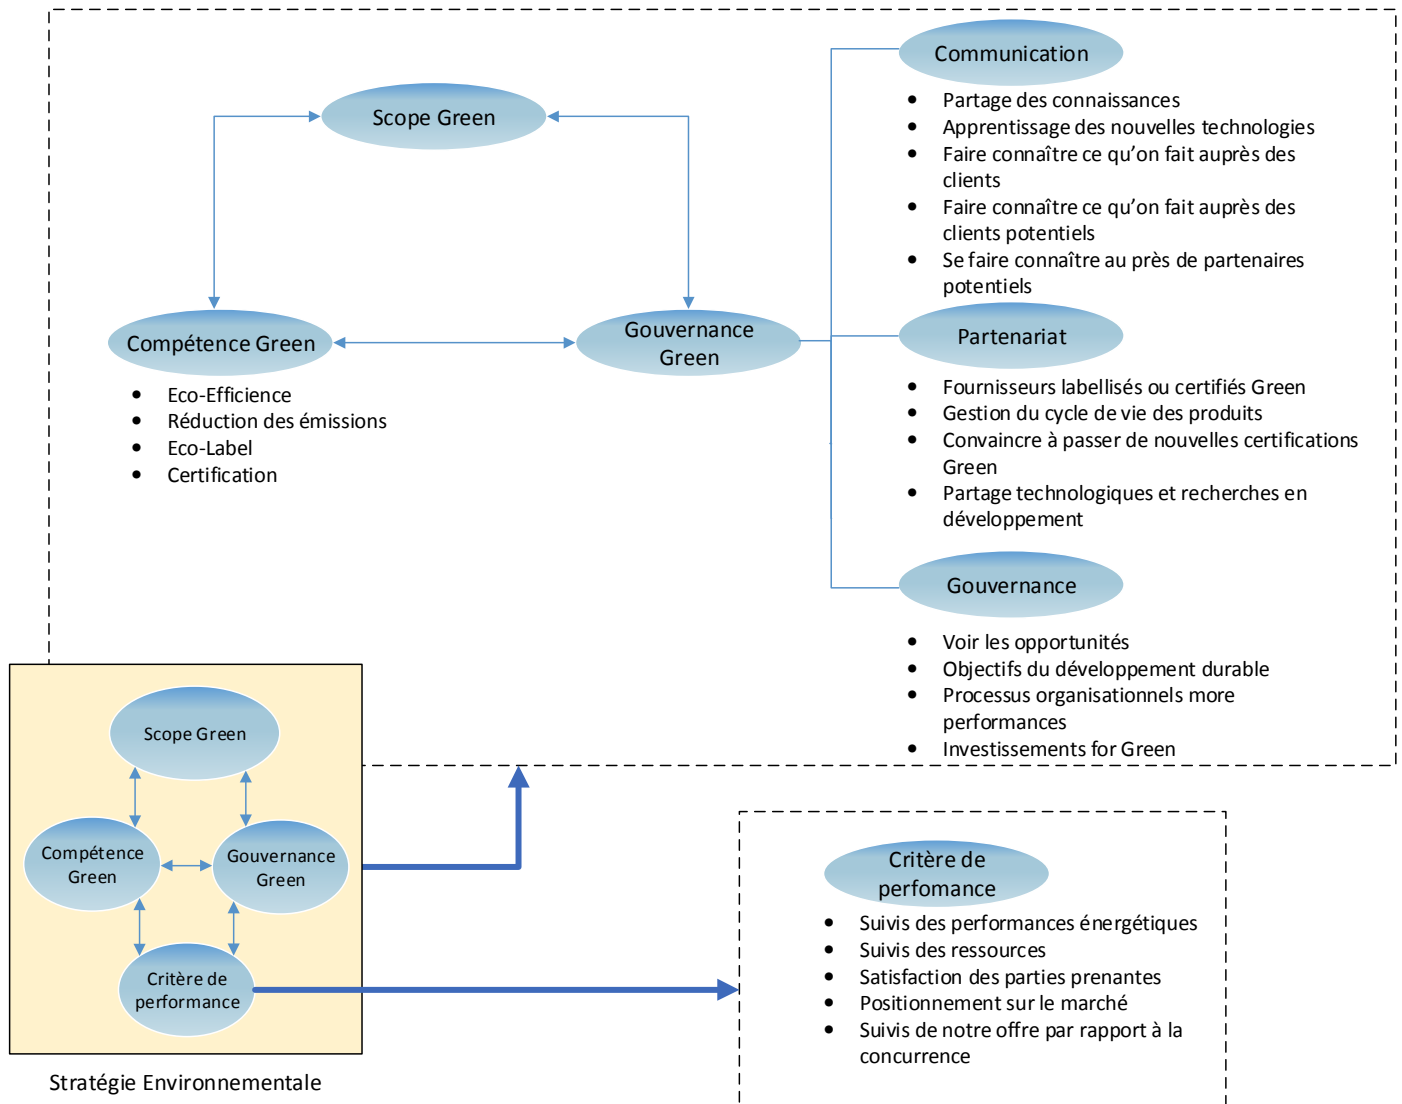 Scope Green
Compétence Green
• Eco-Efficience
• Réduction des émissions
• Eco-Label
• Certification
Gouvernance
Green
Communication
• Partage des connaissances
• Apprentissage des nouvelles technologies
• Faire connaître ce qu’on fait auprès des
clients
• Faire connaître ce qu’on fait auprès des
clients potentiels
• Se faire connaître au près de partenaires
potentiels
Partenariat
• Fournisseurs labellisés ou certifiés Green
• Gestion du cycle de vie des produits
• Convaincre à passer de nouvelles certifications
Green
• Partage technologiques et recherches en
développement
Gouvernance
• Voir les opportunités
• Objectifs du développement durable
• Processus organisationnels more
performances
• Investissements for Green
Scope Green
Compétence
Green
Gouvernance
Green
Critère de
performance
Stratégie Environnementale
Critère de
perfomance
• Suivis des performances énergétiques
• Suivis des ressources
• Satisfaction des parties prenantes
• Positionnement sur le marché
• Suivis de notre offre par rapport à la
concurrence